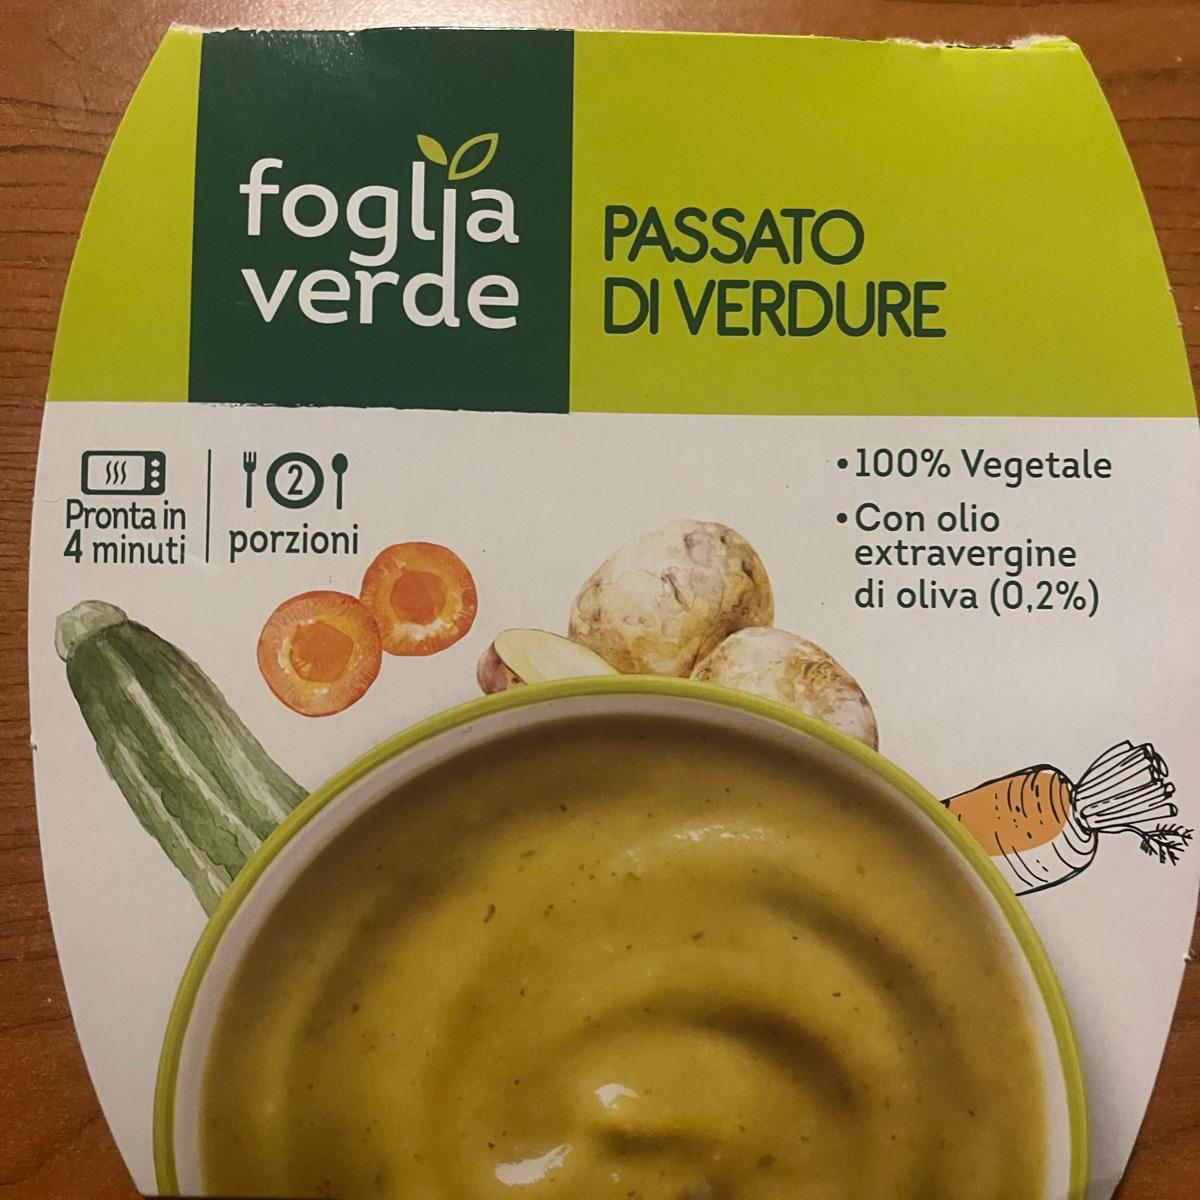 foglia
verde
PASSATO
DI VERDURE
Pronta in
4 minuti
2
porzioni
•100% Vegetale
•Con olio
extravergine
di oliva (0,2%)